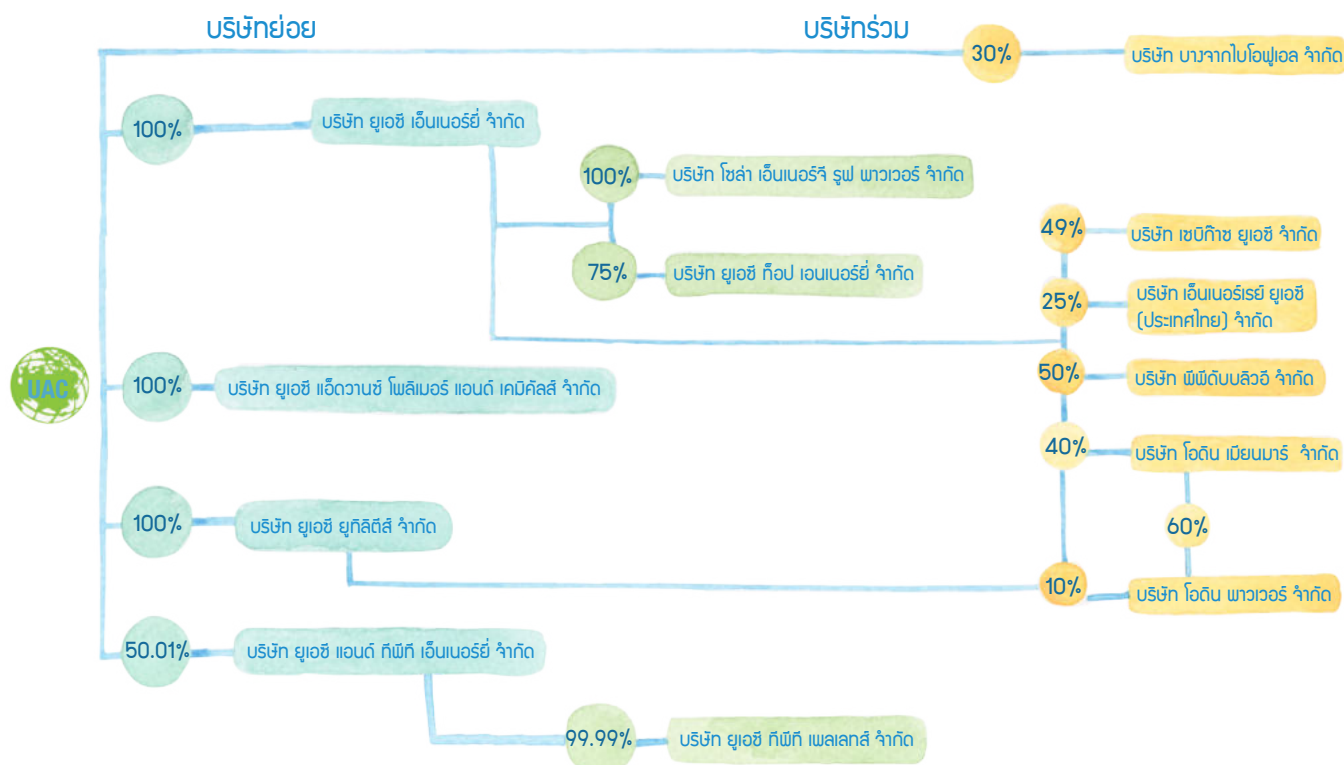 บริษัทย่อย
บริษัทร่วม
30%
บริษัท บางจากไบโอฟูเอล จำกัด
100%
บริษัท ยูเอซี เอ็นเนอร์ยี่ จำกัด
100%
บริษัท โซล่า เอ็นเนอร์จี รูฟ พาวเวอร์ จำกัด
49%
บริษัท เซบิก๊าซ ยูเอซี จำกัด
75%
บริษัท ยูเอซี ท็อป เอนเนอร์ยี่ จำกัด
25%
บริษัท เอ็นเนอร์เรย์ ยูเอซี
(ประเทศไทย) จำกัด
UAC
100%
บริษัท ยูเอซี แอ็ดวานซ์ โพลิเมอร์ แอนด์ เคมิคัลส์ จำกัด
50%
บริษัท พีพีดับบลิวอี จำกัด
40%
บริษัท โอดิน เมียนมาร์ จำกัด
100%
บริษัท ยูเอซี ยูทิลิตีส์ จำกัด
60%
10%
บริษัท โอดิน พาวเวอร์ จำกัด
50.01%
บริษัท ยูเอซี แอนด์ ทีพีที เอ็นเนอร์ยี่ จำกัด
99.99%
บริษัท ยูเอซี ทีพีที เพลเลทส์ จำกัด